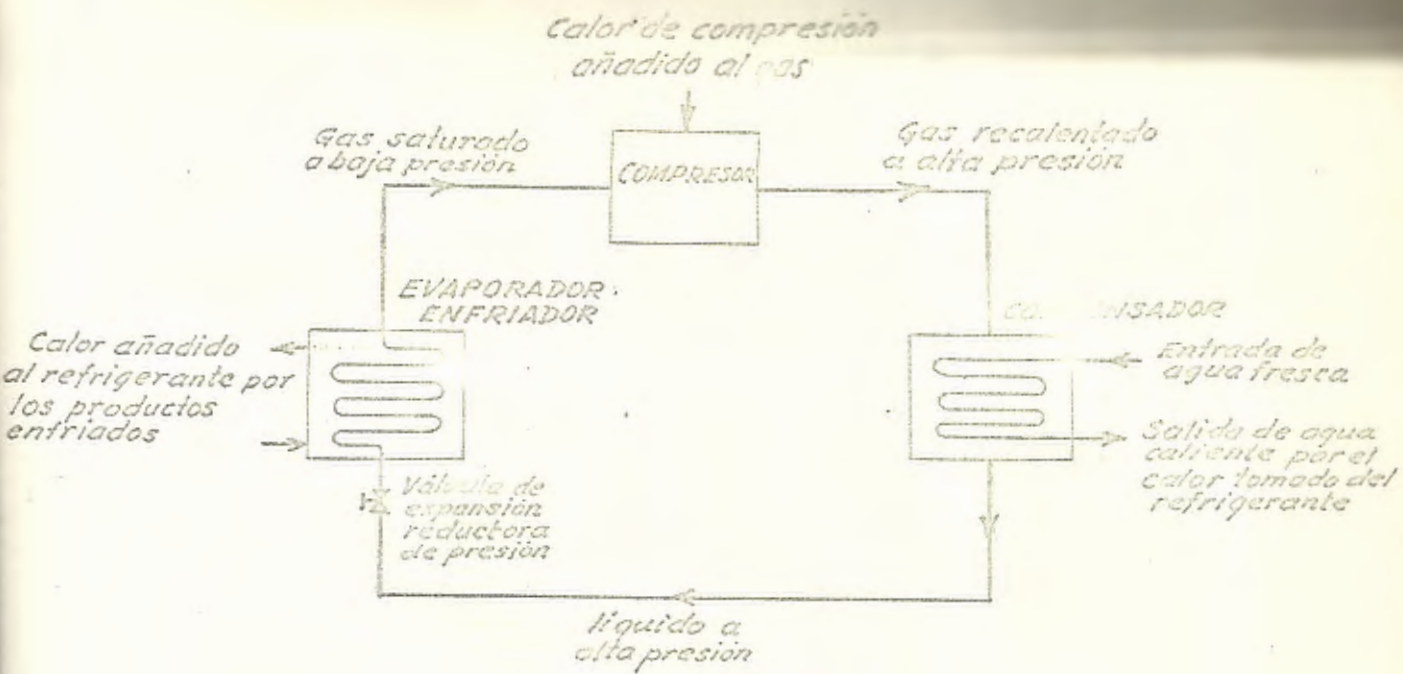 Calor de compresión
añadido al gas
Gas saturado
a baja presión
COMPRESOR
Gas recalentado
a alta presión
EVAPORADOR
ENFRIADOR
CONDENSADOR
Calor añadido
al refrigerante por
los productos
enfriados
Entrada de
agua fresca
Salida de agua
caliente por el
calor tomado del
refrigerante
Válvula de
expansión
reductora
de presión
líquido a
alta presión